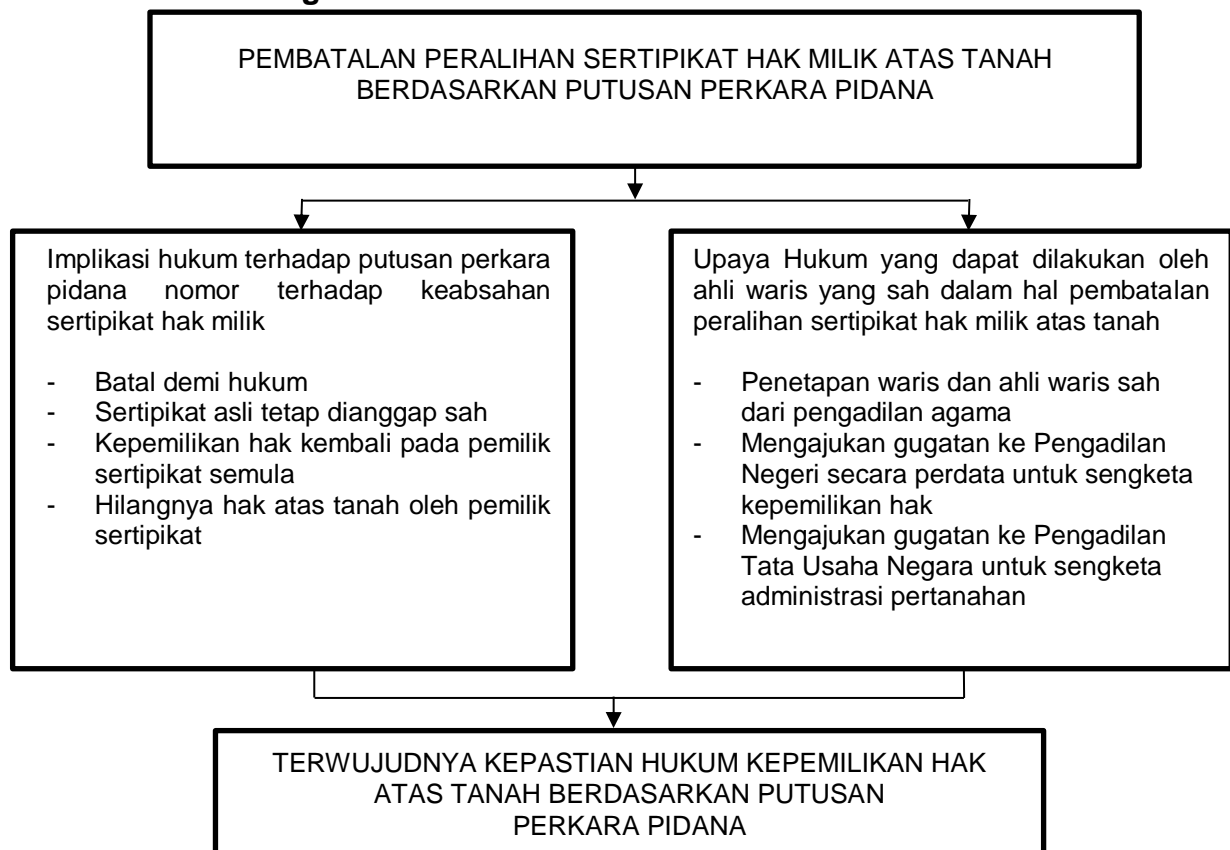 PEMBATALAN PERALIHAN SERTIPIKAT HAK MILIK ATAS TANAH
BERDASARKAN PUTUSAN PERKARA PIDANA
Implikasi hukum terhadap putusan perkara
pidana nomor terhadap keabsahan
sertipikat hak milik
- Batal demi hukum
- Sertipikat asli tetap dianggap sah
- Kepemilikan hak kembali pada pemilik
sertipikat semula
- Hilangnya hak atas tanah oleh pemilik
sertipikat
Upaya Hukum yang dapat dilakukan oleh
ahli waris yang sah dalam hal pembatalan
peralihan sertipikat hak milik atas tanah
- Penetapan waris dan ahli waris sah
dari pengadilan agama
- Mengajukan gugatan ke Pengadilan
Negeri secara perdata untuk sengketa
kepemilikan hak
- Mengajukan gugatan ke Pengadilan
Tata Usaha Negara untuk sengketa
administrasi pertanahan
TERWUJUDNYA KEPASTIAN HUKUM KEPEMILIKAN HAK
ATAS TANAH BERDASARKAN PUTUSAN
PERKARA PIDANA